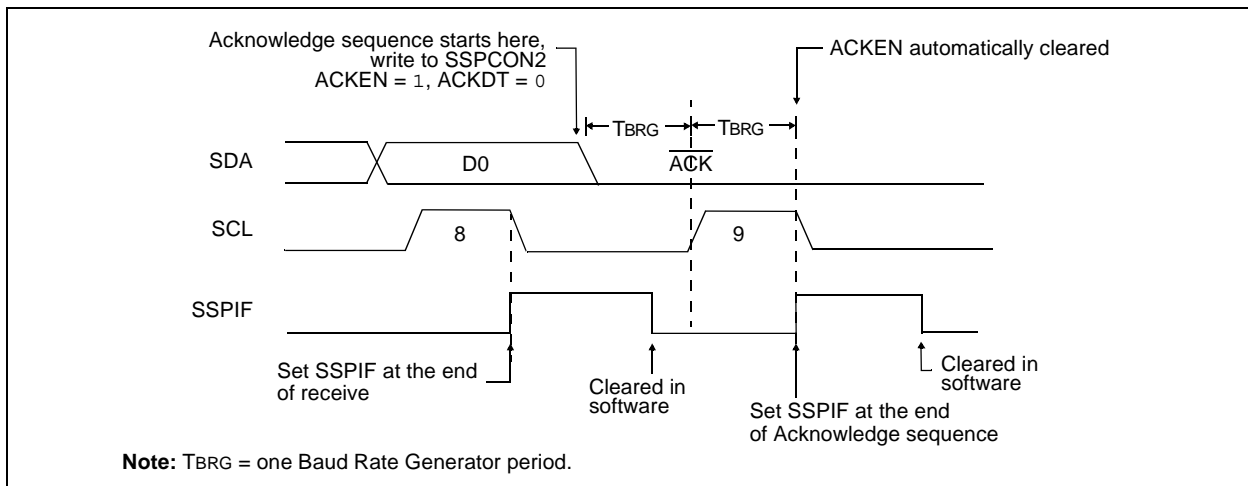 Acknowledge sequence starts here,
write to SSPCON2
ACKEN = 1, ACKDT = 0
ACKEN automatically cleared
TBRG
TBRG
SDA
D0
ACK
SCL
8
9
SSPIF
Set SSPIF at the end
of receive
Cleared in
software
Set SSPIF at the end
of Acknowledge sequence
Cleared in
software
Note: TBRG = one Baud Rate Generator period.